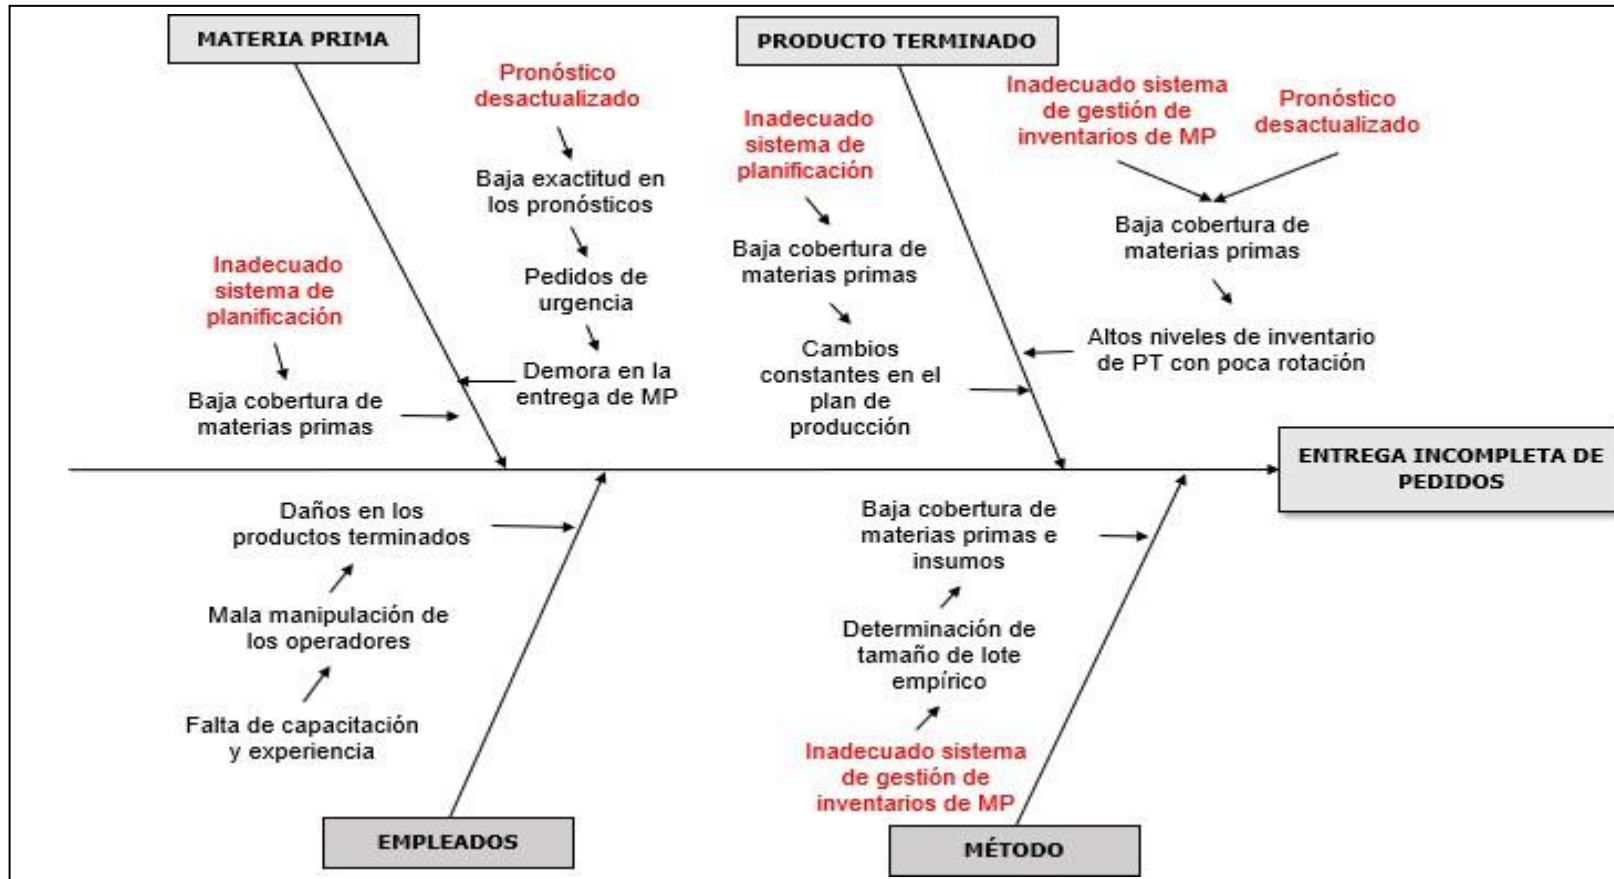 MATERIA PRIMA
Pronóstico
desactualizado
Baja exactitud en
los pronósticos
Pedidos de
urgencia
Demora en la
entrega de MP
Inadecuado
sistema de
planificación
Baja cobertura de
materias primas
PRODUCTO TERMINADO
Inadecuado
sistema de
planificación
Baja cobertura de
materias primas
Cambios
constantes en el
plan de
producción
Inadecuado sistema
de gestión de
inventarios de MP
Pronóstico
desactualizado
Baja cobertura de
materias primas
Altos niveles de inventario
de PT con poca rotación
ENTREGA INCOMPLETA DE
PEDIDOS
Daños en los
productos terminados
Mala manipulación de
los operadores
Falta de capacitación
y experiencia
EMPLEADOS
Baja cobertura de
materias primas e
insumos
Determinación de
tamaño de lote
empírico
Inadecuado sistema
de gestión de
inventarios de MP
MÉTODO